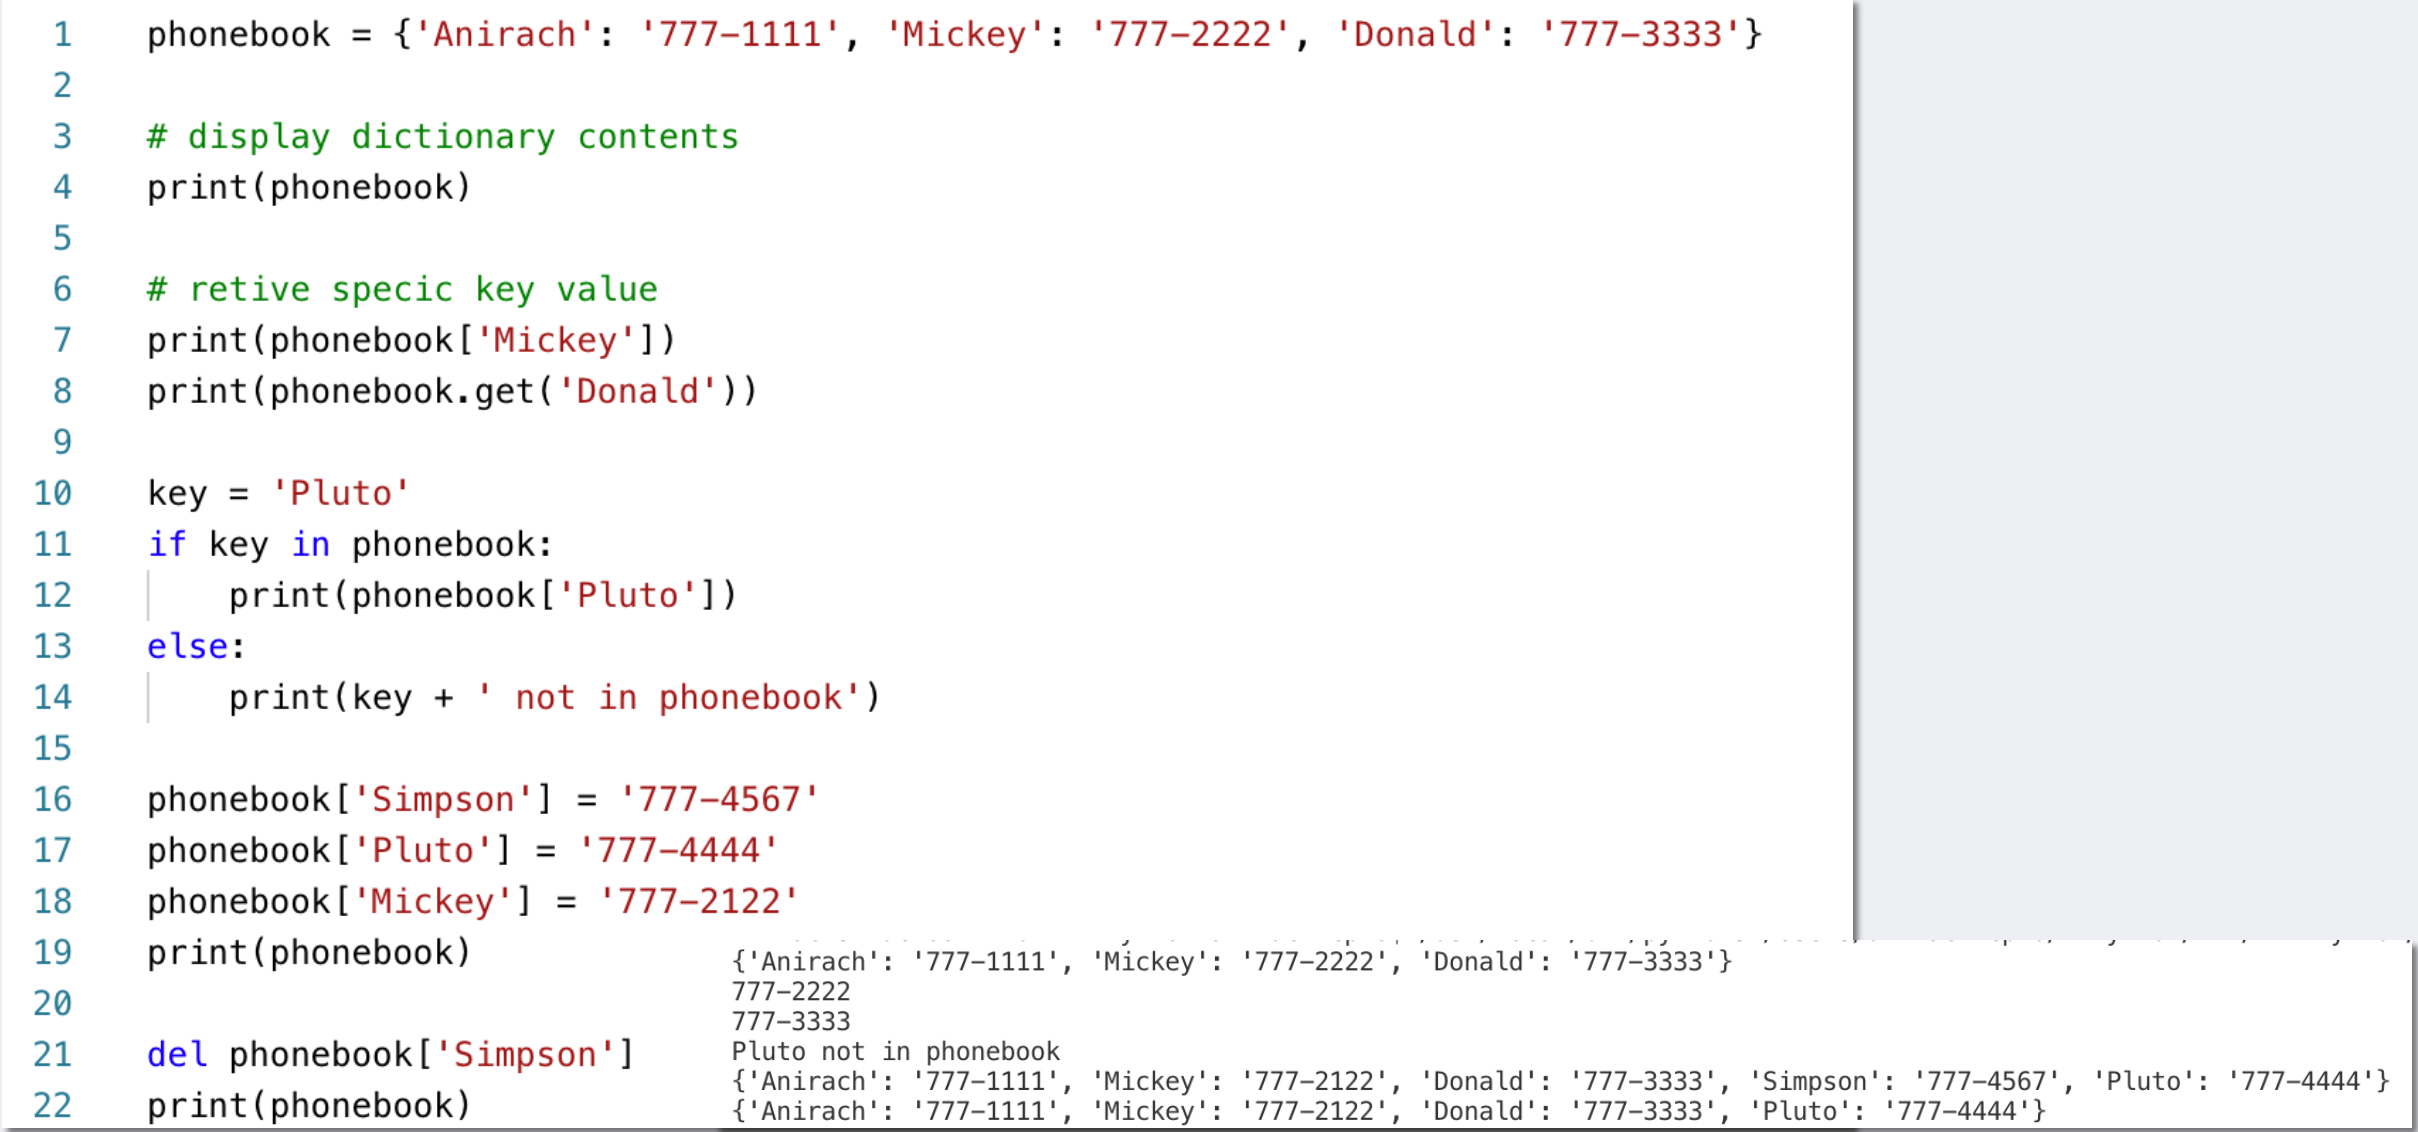 1 phonebook = {'Anirach': '777-1111', 'Mickey': '777-2222', 'Donald': '777-3333'}
2
3 # display dictionary contents
4 print(phonebook)
5
6 # retive specic key value
7 print(phonebook['Mickey'])
8 print(phonebook.get('Donald'))
9
10 key = 'Pluto'
11 if key in phonebook:
12     print(phonebook['Pluto'])
13 else:
14     print(key + ' not in phonebook')
15
16 phonebook['Simpson'] = '777-4567'
17 phonebook['Pluto'] = '777-4444'
18 phonebook['Mickey'] = '777-2122'
19 print(phonebook)
20
21 del phonebook['Simpson']
22 print(phonebook)
{'Anirach': '777-1111', 'Mickey': '777-2222', 'Donald': '777-3333'}
777-2222
777-3333
Pluto not in phonebook
{'Anirach': '777-1111', 'Mickey': '777-2122', 'Donald': '777-3333', 'Simpson': '777-4567', 'Pluto': '777-4444'}
{'Anirach': '777-1111', 'Mickey': '777-2122', 'Donald': '777-3333', 'Pluto': '777-4444'}